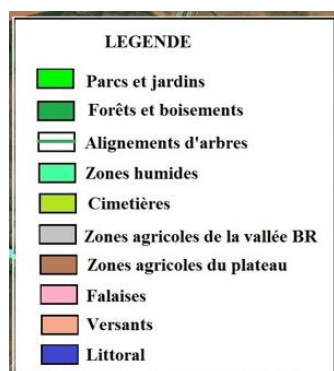 LEGENDE
Parcs et jardins
Forêts et boisements
Alignements d'arbres
Zones humides
Cimetières
Zones agricoles de la vallée BR
Zones agricoles du plateau
Falaises
Versants
Littoral